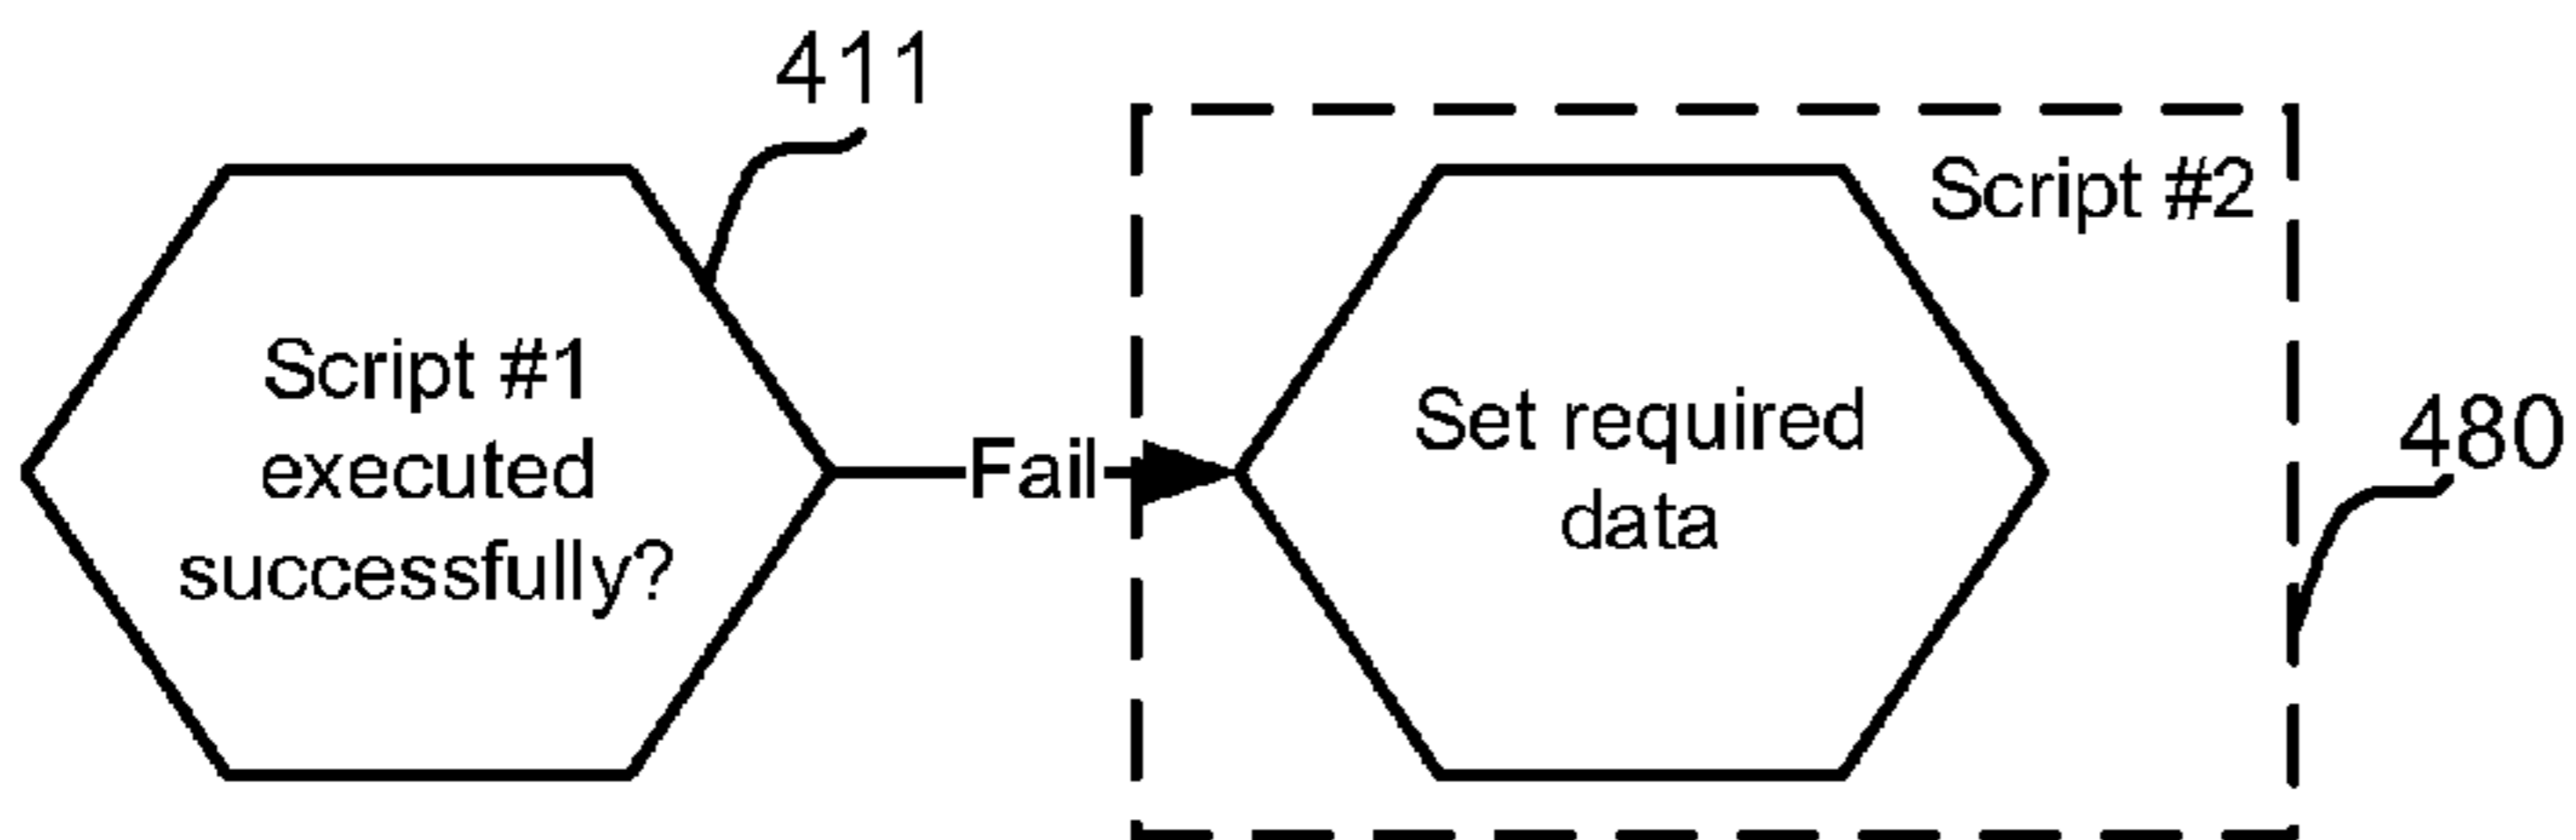 411
Script #2
Script #1
executed
successfully?
Fail
Set required
data
480